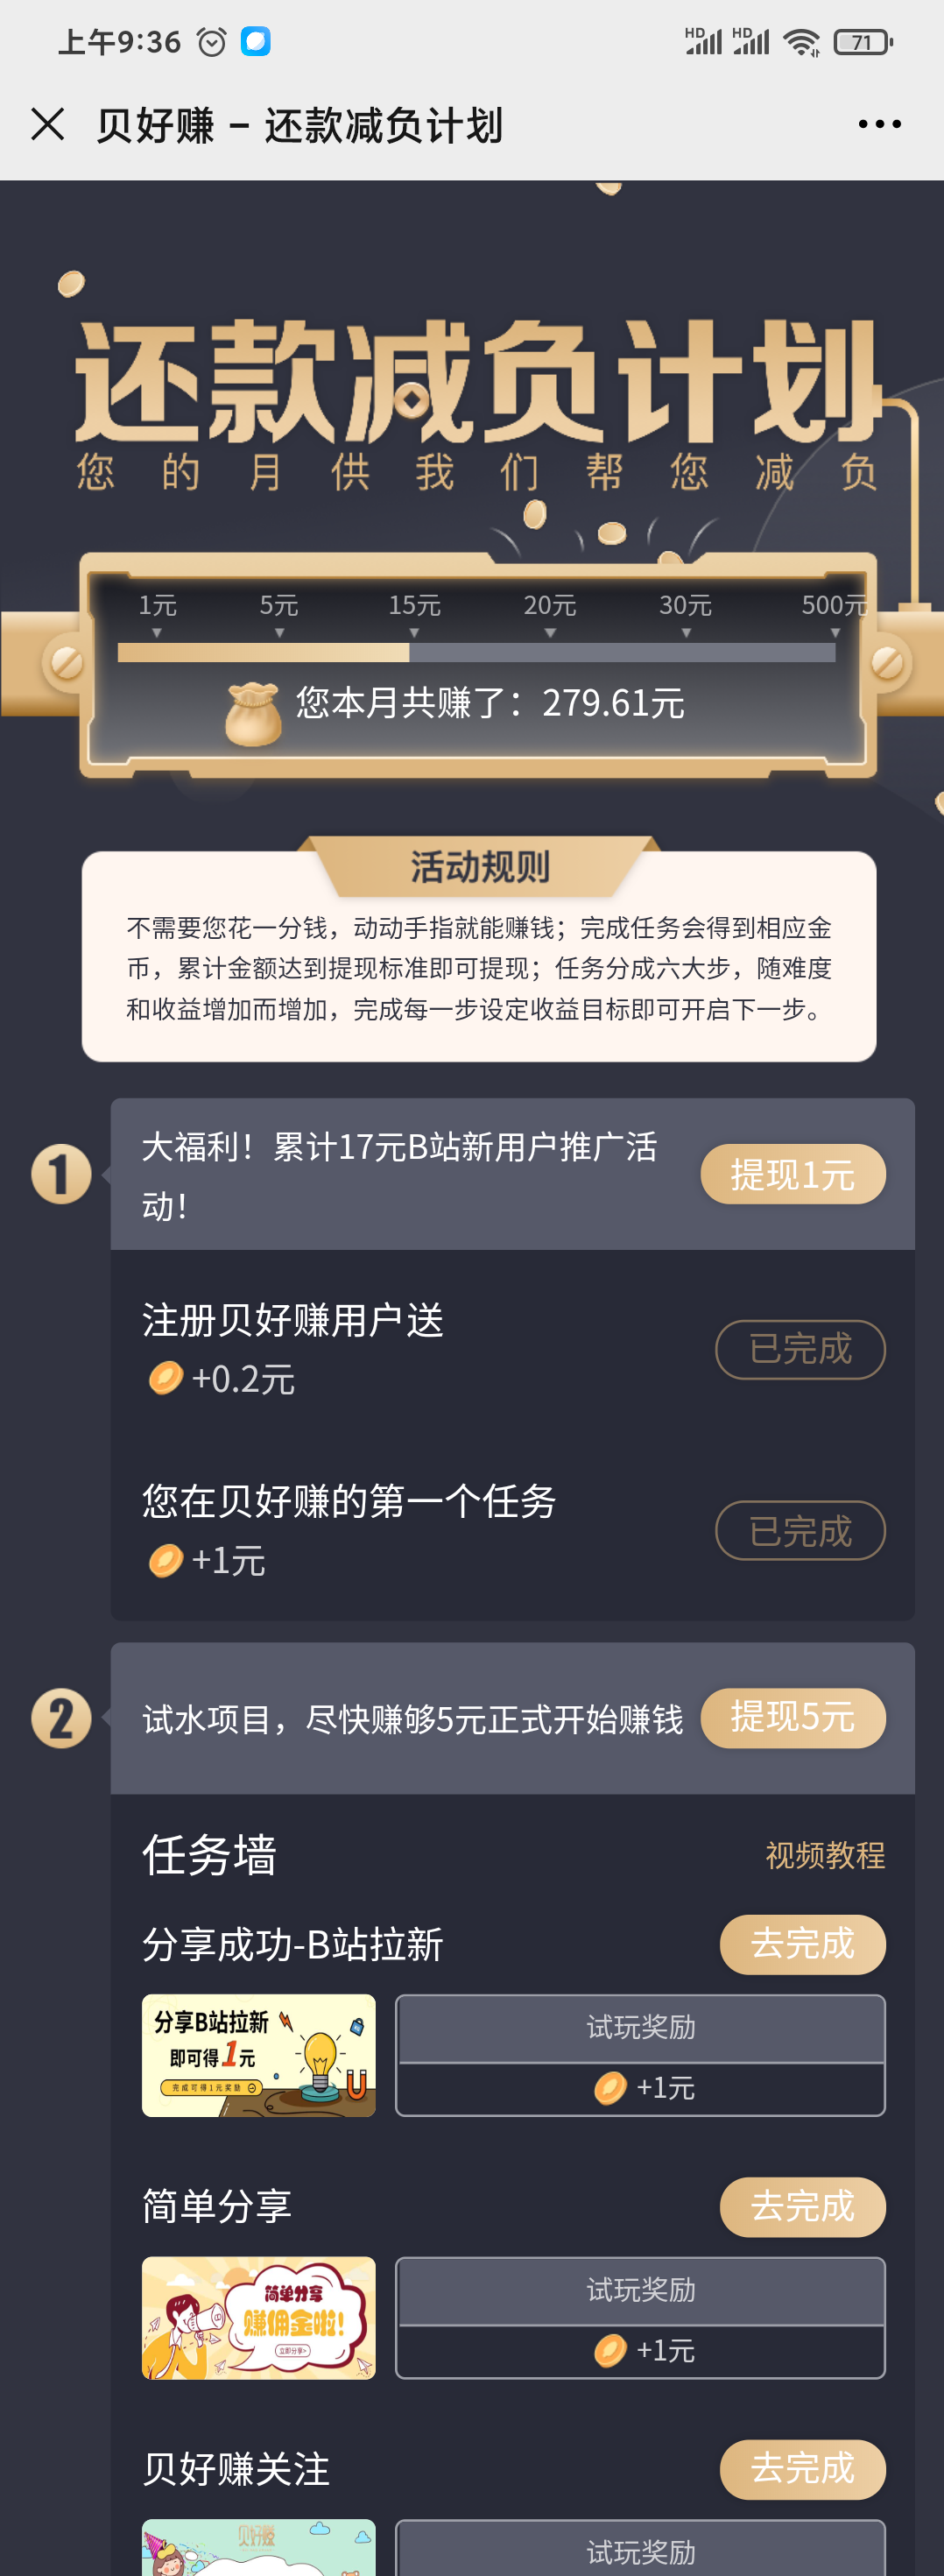 上午9:36
HD HD 71
贝好赚 - 还款减负计划
还款减负计划
您的月供我们帮您减负
1元 5元 15元 20元 30元 500元
您本月共赚了：279.61元
活动规则
不需要您花一分钱，动动手指就能赚钱；完成任务会得到相应金
币，累计金额达到提现标准即可提现；任务分成六大步，随难度
和收益增加而增加，完成每一步设定收益目标即可开启下一步。
1
大福利！累计17元B站新用户推广活
动！
提现1元
注册贝好赚用户送
+0.2元
已完成
您在贝好赚的第一个任务
+1元
已完成
2
试水项目，尽快赚够5元正式开始赚钱
提现5元
任务墙
视频教程
分享成功-B站拉新
去完成
分享B站拉新
即可得1元
完成可得1元奖励
试玩奖励
+1元
简单分享
去完成
简单分享
赚佣金啦！
立即分享>
试玩奖励
+1元
贝好赚关注
去完成
贝好赚
试玩奖励